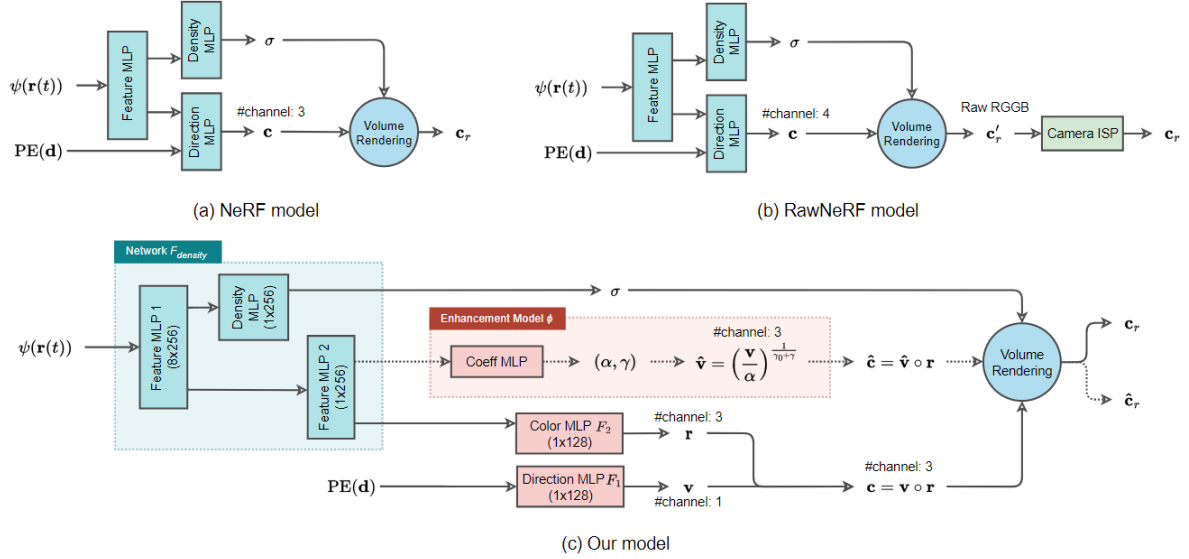 ψ(r(t))
PE(d)
Feature MLP
Density
MLP
Direction
MLP
σ
#channel: 3
c
Volume
Rendering
c_r
(a) NeRF model
ψ(r(t))
PE(d)
Feature MLP
Density
MLP
Direction
MLP
σ
#channel: 4
c
Volume
Rendering
Raw RGGB
c′_r
Camera ISP
c_r
(b) RawNeRF model
Network F_density
ψ(r(t))
Feature MLP 1
(8x256)
Density
MLP
(1x256)
Feature MLP 2
(1x256)
σ
Enhancement Model ϕ
Coeff MLP
(α, γ)
#channel: 3
v̂ = (v/α)^(1/(γ₀+γ))
ĉ = v̂ ∘ r
Volume
Rendering
c_r
ĉ_r
Color MLP F₂
(1x128)
#channel: 3
r
PE(d)
Direction MLP F₁
(1x128)
v
#channel: 1
#channel: 3
c = v ∘ r
(c) Our model